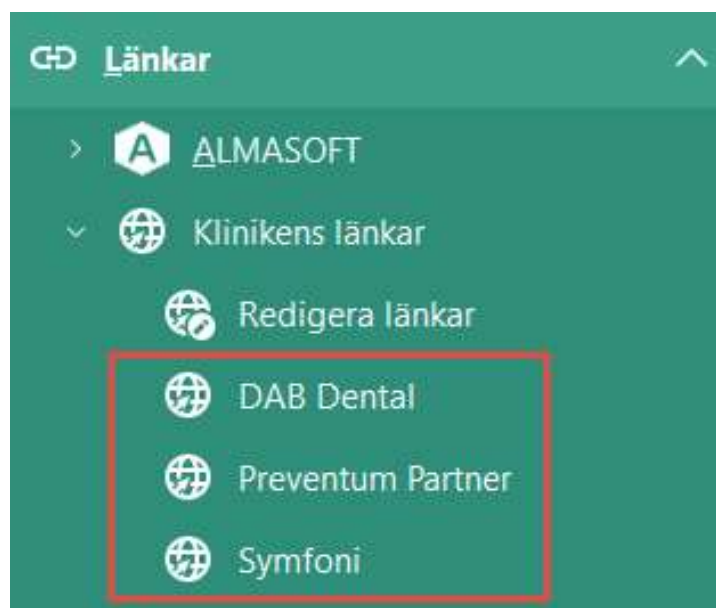 Länkar
ALMASOFT
Klinikens länkar
Redigera länkar
DAB Dental
Preventum Partner
Symfoni